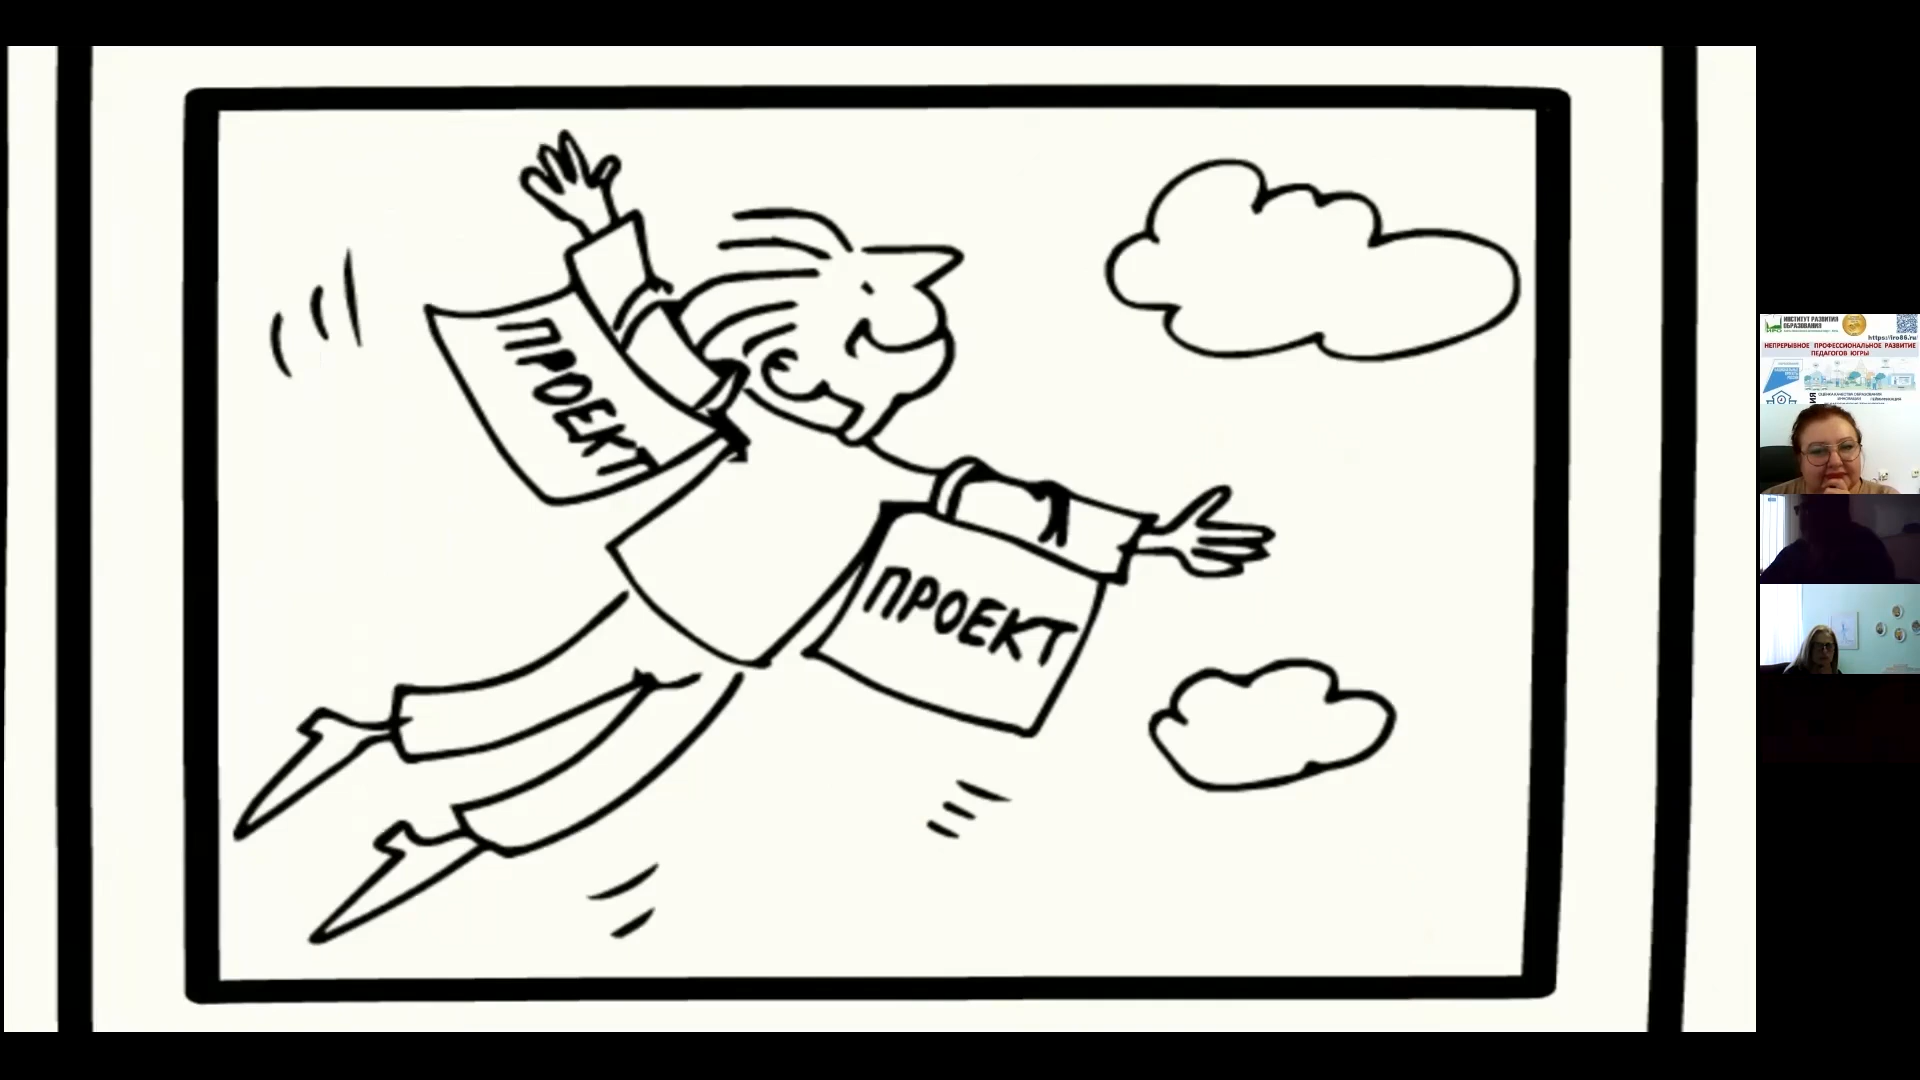 ПРОЕКТ
ПРОЕКТ
ИНСТИТУТ РАЗВИТИЯ
ОБРАЗОВАНИЯ
https://iro86.ru
НЕПРЕРЫВНОЕ ПРОФЕССИОНАЛЬНОЕ РАЗВИТИЕ
ПЕДАГОГОВ ЮГРЫ